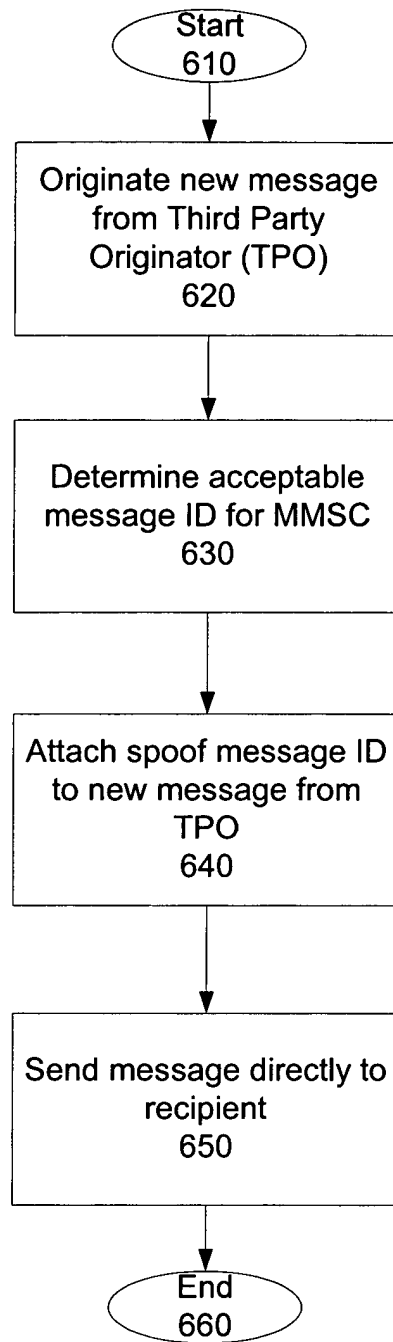 Start
610
Originate new message
from Third Party
Originator (TPO)
620
Determine acceptable
message ID for MMSC
630
Attach spoof message ID
to new message from
TPO
640
Send message directly to
recipient
650
End
660